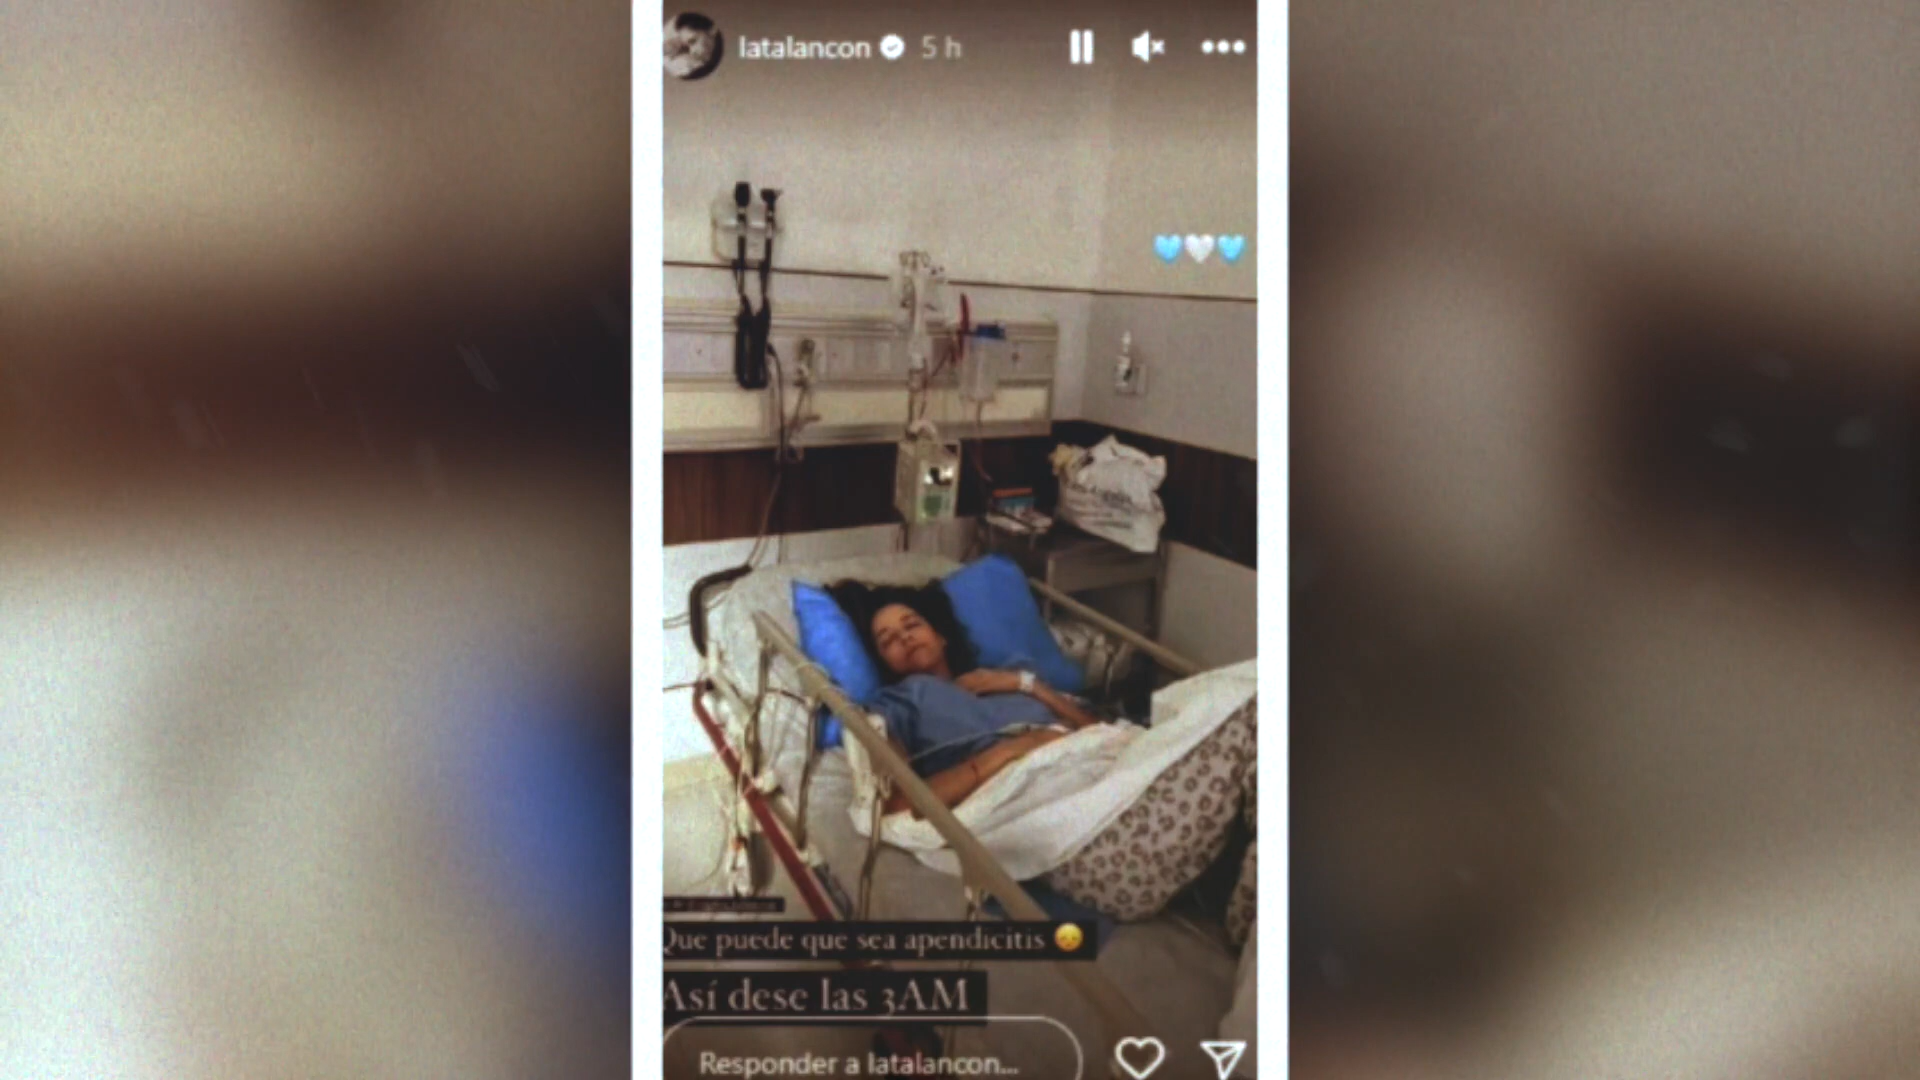 latalancon 5 h
Que puede que sea apendicitis
Así dese las 3AM
Responder a latalancon...